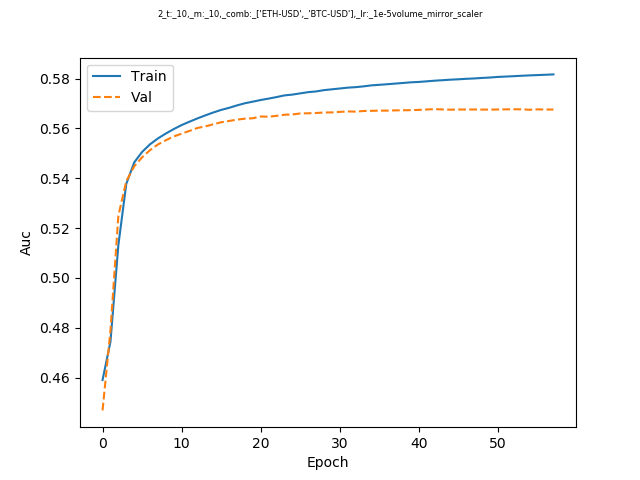 2_t:_10,_m:_10,_comb:_['ETH-USD',_'BTC-USD'],_lr:_1e-5volume_mirror_scaler
Train
Val
0.58
0.56
0.54
0.52
0.50
0.48
0.46
Auc
0 10 20 30 40 50
Epoch